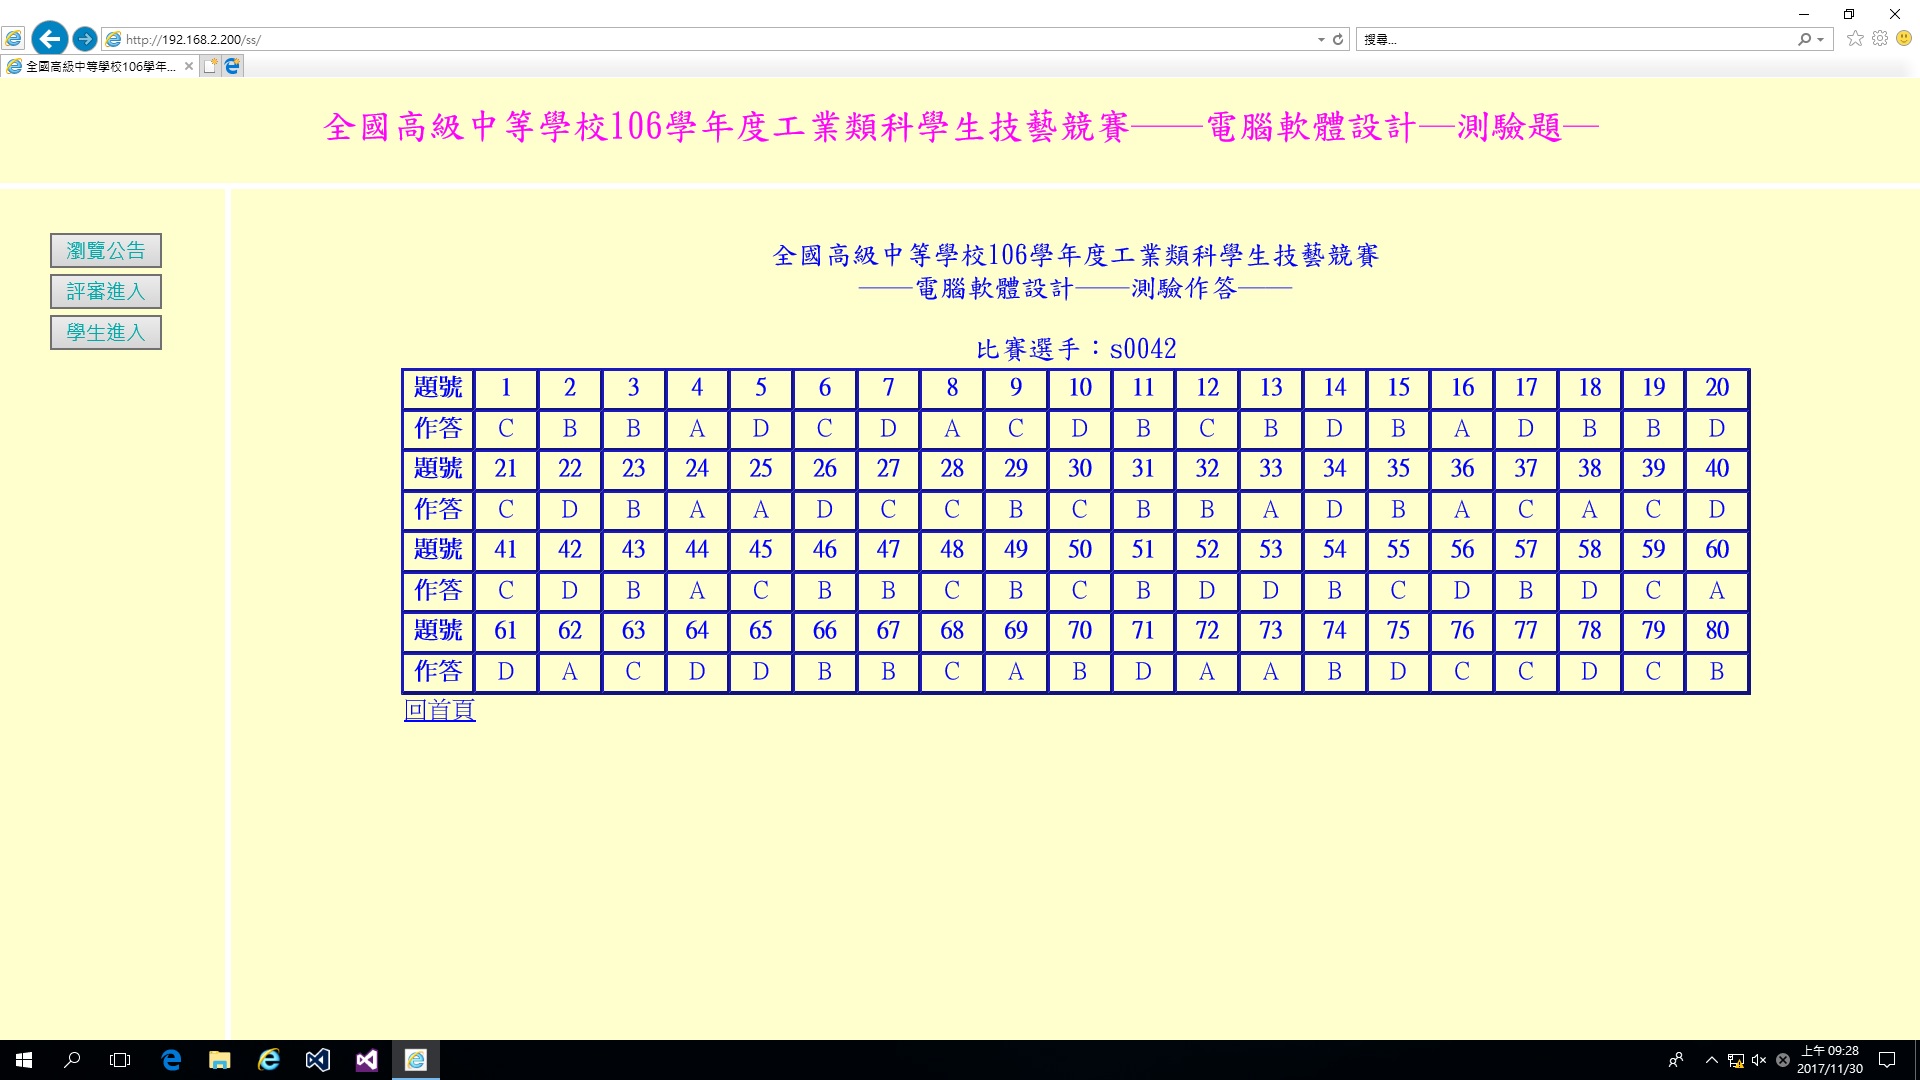 http://192.168.2.200/ss/
搜尋...
全國高級中等學校106學年...
全國高級中等學校106學年度工業類科學生技藝競賽——電腦軟體設計—測驗題—
瀏覽公告
評審進入
學生進入
全國高級中等學校106學年度工業類科學生技藝競賽
——電腦軟體設計——測驗作答——
比賽選手：s0042
題號 1 2 3 4 5 6 7 8 9 10 11 12 13 14 15 16 17 18 19 20
作答 C B B A D C D A C D B C B D B A D B B D
題號 21 22 23 24 25 26 27 28 29 30 31 32 33 34 35 36 37 38 39 40
作答 C D B A A D C C B C B B A D B A C A C D
題號 41 42 43 44 45 46 47 48 49 50 51 52 53 54 55 56 57 58 59 60
作答 C D B A C B B C B C B D D B C D B D C A
題號 61 62 63 64 65 66 67 68 69 70 71 72 73 74 75 76 77 78 79 80
作答 D A C D D B B C A B D A A B D C C D C B
回首頁
上午 09:28
2017/11/30